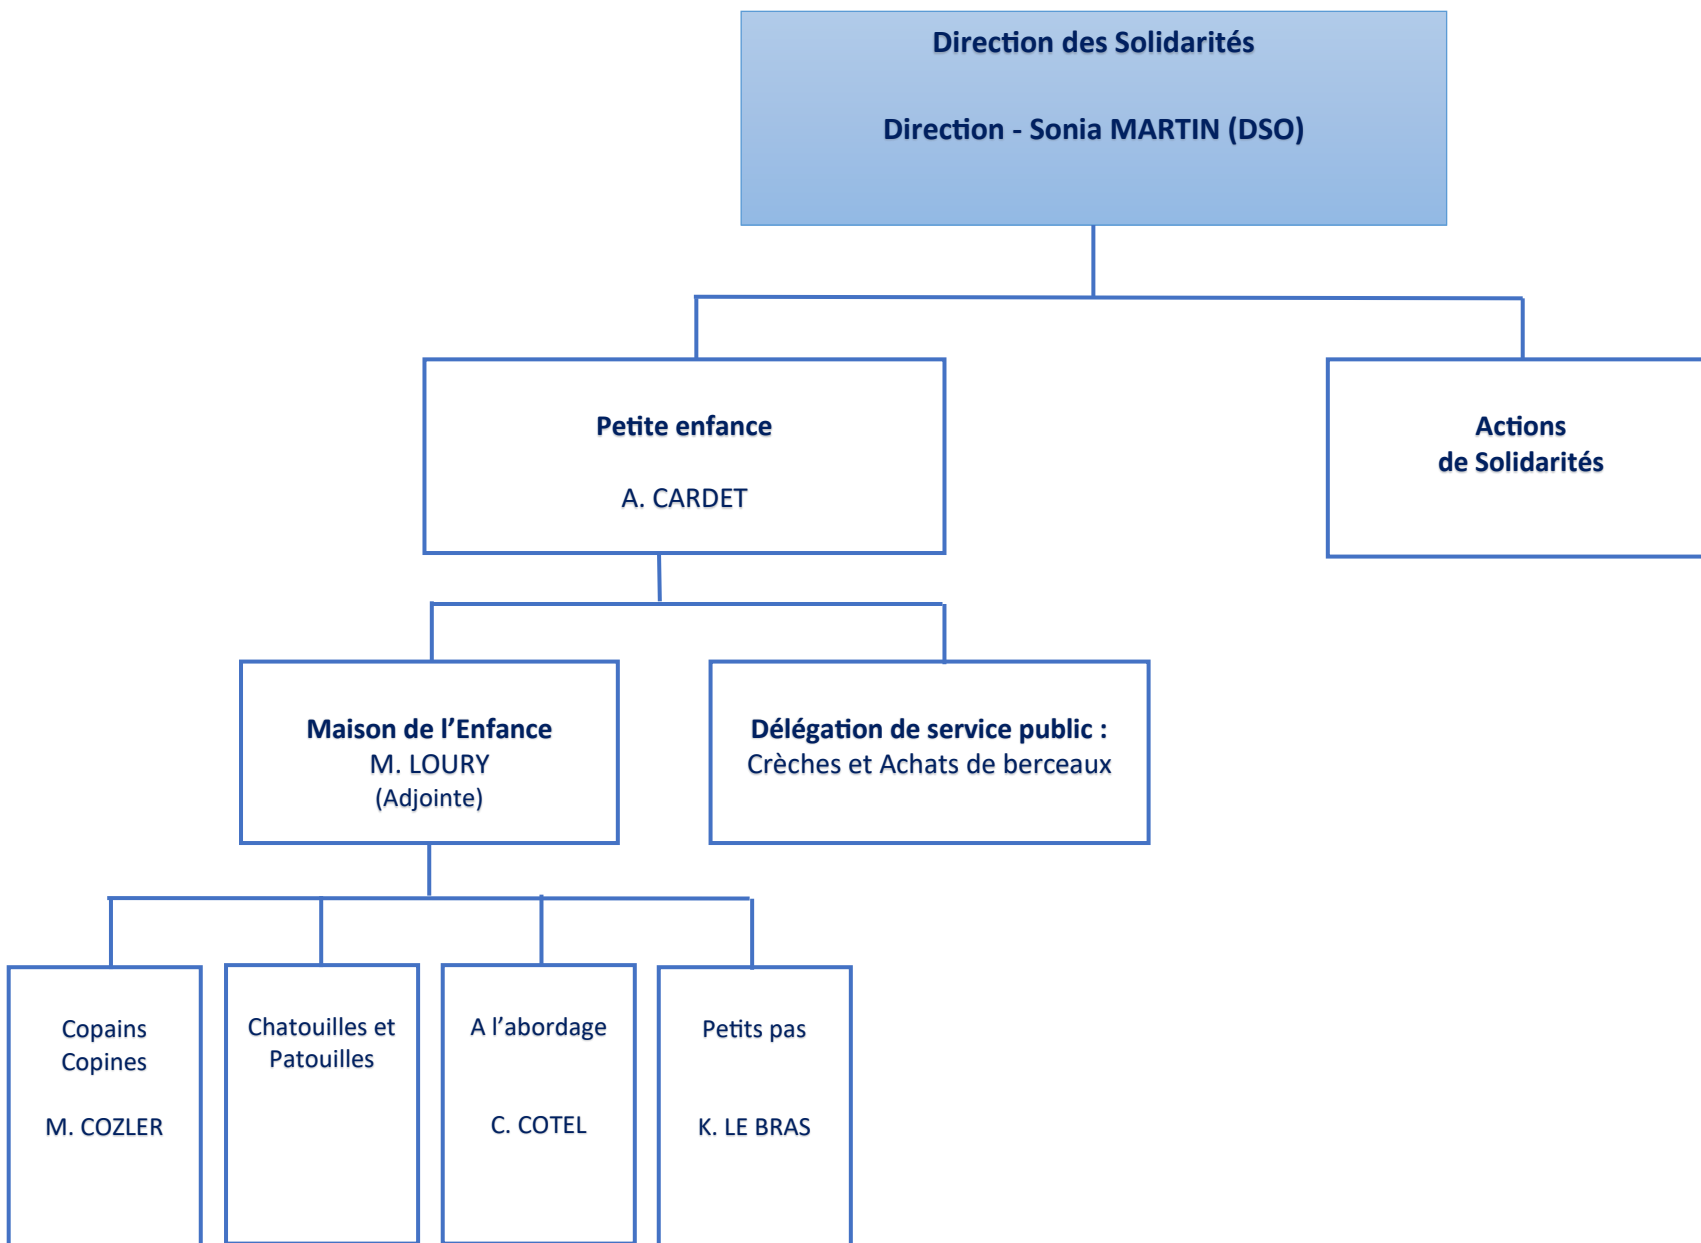 Direction des Solidarités
Direction - Sonia MARTIN (DSO)
Petite enfance
A. CARDET
Actions
de Solidarités
Maison de l’Enfance
M. LOURY
(Adjointe)
Délégation de service public :
Crèches et Achats de berceaux
Copains
Copines
M. COZLER
Chatouilles et
Patouilles
A l’abordage
C. COTEL
Petits pas
K. LE BRAS